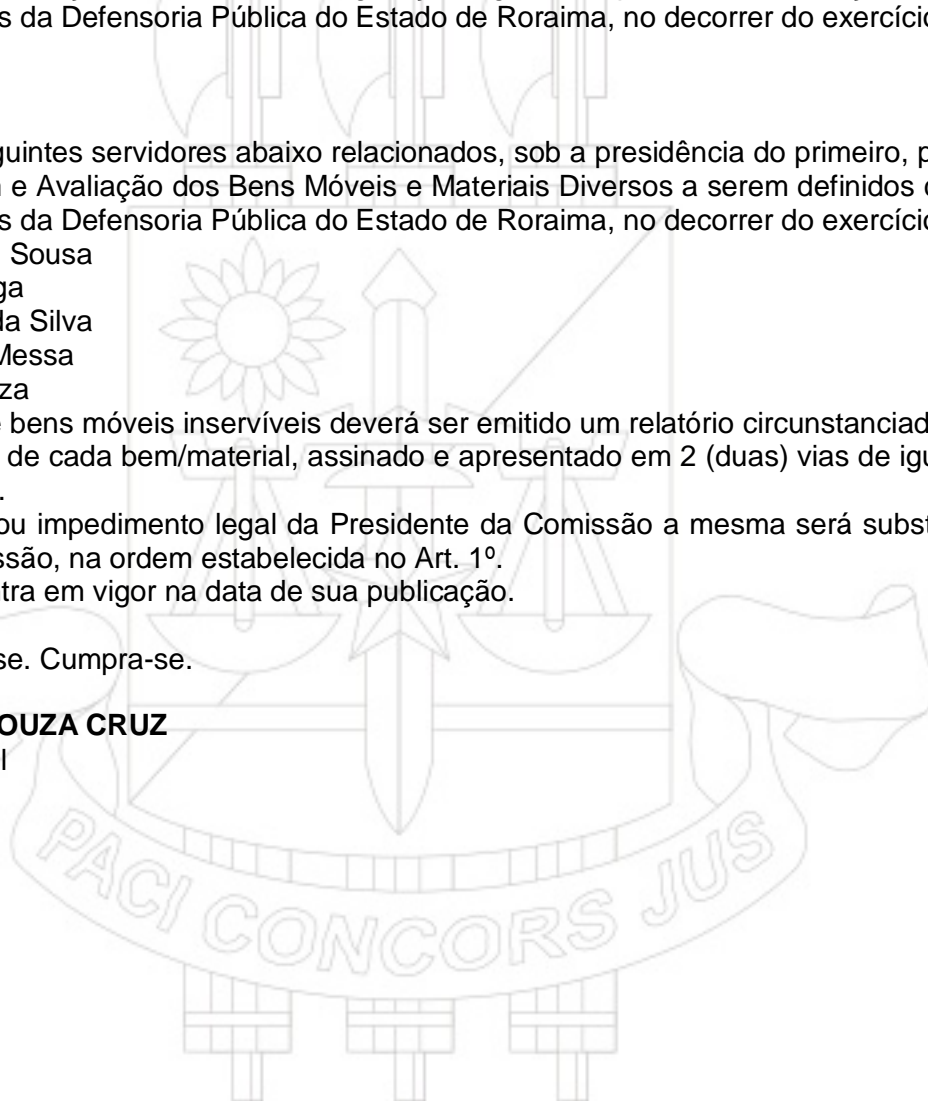 s da Defensoria Pública do Estado de Roraima, no decorrer do exercício
guintes servidores abaixo relacionados, sob a presidência do primeiro, p
e Avaliação dos Bens Móveis e Materiais Diversos a serem definidos
s da Defensoria Pública do Estado de Roraima, no decorrer do exercício
Sousa
ga
da Silva
Messa
za
e bens móveis inservíveis deverá ser emitido um relatório circunstanciad
de cada bem/material, assinado e apresentado em 2 (duas) vias de igu
.
ou impedimento legal da Presidente da Comissão a mesma será subst
ssão, na ordem estabelecida no Art. 1º.
tra em vigor na data de sua publicação.
se. Cumpra-se.
OUZA CRUZ
l
PACI CONCORS JUS